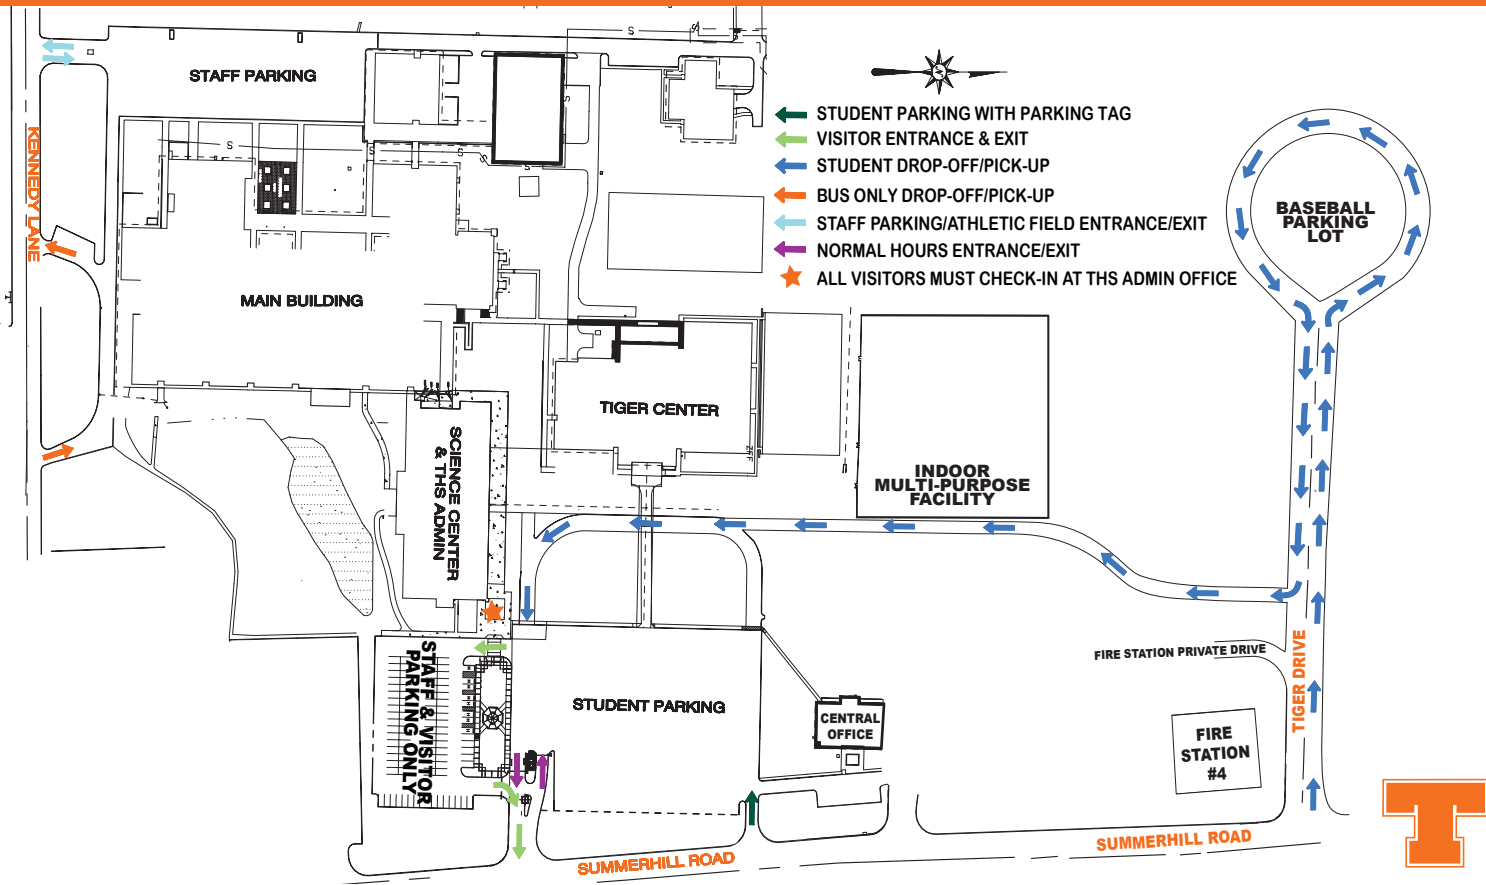 STAFF PARKING
KENNEDY LANE
MAIN BUILDING
STUDENT PARKING WITH PARKING TAG
VISITOR ENTRANCE & EXIT
STUDENT DROP-OFF/PICK-UP
BUS ONLY DROP-OFF/PICK-UP
STAFF PARKING/ATHLETIC FIELD ENTRANCE/EXIT
NORMAL HOURS ENTRANCE/EXIT
ALL VISITORS MUST CHECK-IN AT THS ADMIN OFFICE
BASEBALL
PARKING
LOT
TIGER CENTER
SCIENCE CENTER
& THS ADMIN
INDOOR
MULTI-PURPOSE
FACILITY
STAFF & VISITOR
PARKING ONLY
STUDENT PARKING
CENTRAL
OFFICE
FIRE STATION PRIVATE DRIVE
TIGER DRIVE
FIRE
STATION
#4
SUMMERHILL ROAD
SUMMERHILL ROAD
T